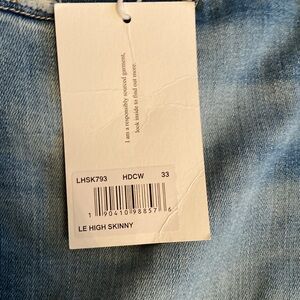 I am a responsibly sourced garment,
look inside to find out more.
LHSK793 HDCW 33
1 90410 98857 6
LE HIGH SKINNY